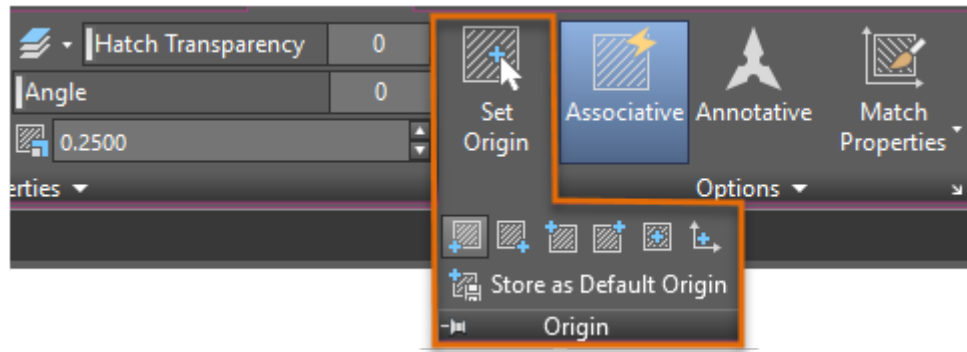 Hatch Transparency 0
Angle 0
0.2500
Set
Origin
Associative
Annotative
Match
Properties
erties
Options
Store as Default Origin
Origin